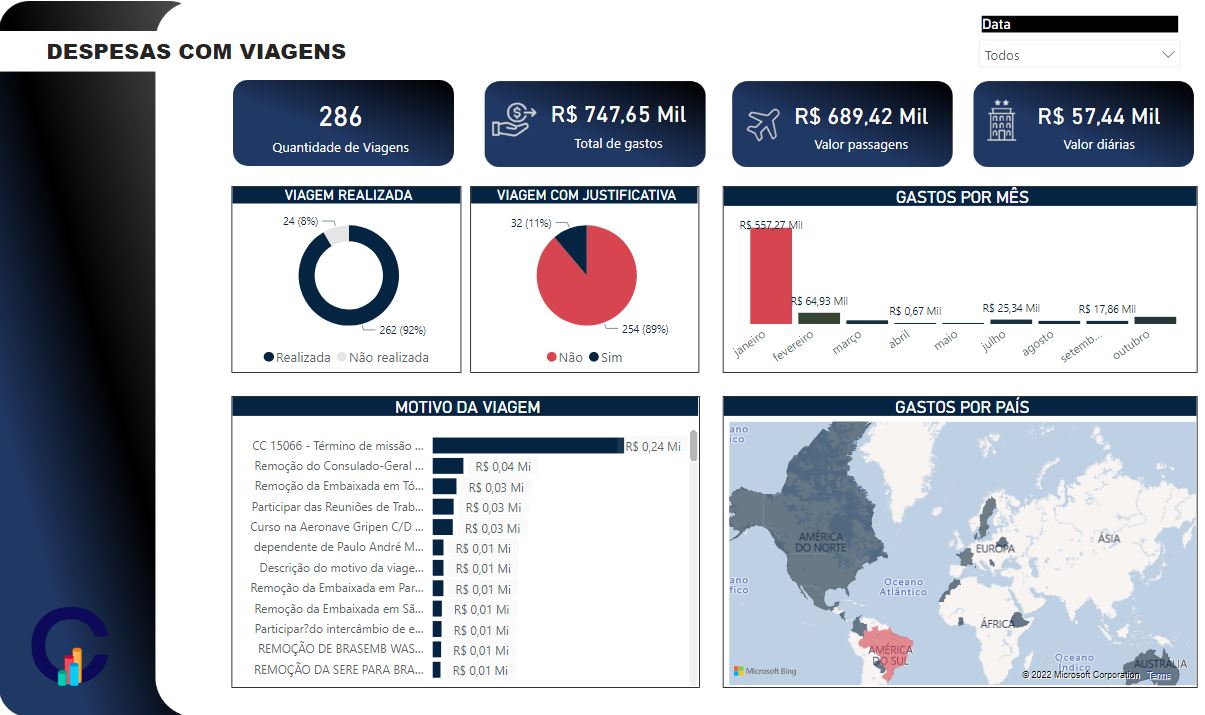 Data
DESPESAS COM VIAGENS
Todos
286
Quantidade de Viagens
R$ 747,65 Mil
Total de gastos
R$ 689,42 Mil
Valor passagens
R$ 57,44 Mil
Valor diárias
VIAGEM REALIZADA
24 (8%)
262 (92%)
Realizada Não realizada
VIAGEM COM JUSTIFICATIVA
32 (11%)
254 (89%)
Não Sim
GASTOS POR MÊS
R$ 557,27 Mil
R$ 64,93 Mil
R$ 0,67 Mil
R$ 25,34 Mil
R$ 17,86 Mil
janeiro
fevereiro
março
abril
maio
julho
agosto
setemb...
outubro
MOTIVO DA VIAGEM
CC 15066 - Término de missão ... R$ 0,24 Mi
Remoção do Consulado-Geral ... R$ 0,04 Mi
Remoção da Embaixada em Tó... R$ 0,03 Mi
Participar das Reuniões de Trab... R$ 0,03 Mi
Curso na Aeronave Gripen C/D ... R$ 0,03 Mi
dependente de Paulo André M... R$ 0,01 Mi
Descrição do motivo da viage... R$ 0,01 Mi
Remoção da Embaixada em Par... R$ 0,01 Mi
Remoção da Embaixada em Sã... R$ 0,01 Mi
Participar?do intercâmbio de e... R$ 0,01 Mi
REMOÇÃO DE BRASEMB WAS... R$ 0,01 Mi
REMOÇÃO DA SERE PARA BRA... R$ 0,01 Mi
GASTOS POR PAÍS
ano
ico
AMÉRICA
DO NORTE
EUROPA
ÁSIA
ano
fico
Oceano
Atlântico
ÁFRICA
AMÉRICA
DO SUL
Oceano
Índico
AUSTRÁLIA
Microsoft Bing
© 2022 Microsoft Corporation Terms